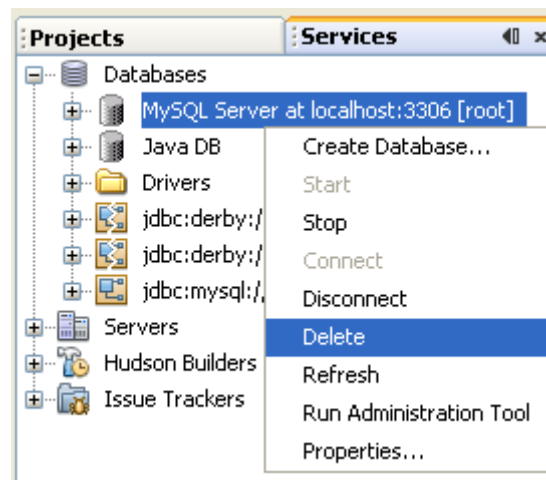 Projects
Services
Databases
MySQL Server at localhost:3306 [root]
Java DB
Drivers
jdbc:derby:/
jdbc:derby:/
jdbc:mysql:/
Servers
Hudson Builders
Issue Trackers
Create Database...
Start
Stop
Connect
Disconnect
Delete
Refresh
Run Administration Tool
Properties...